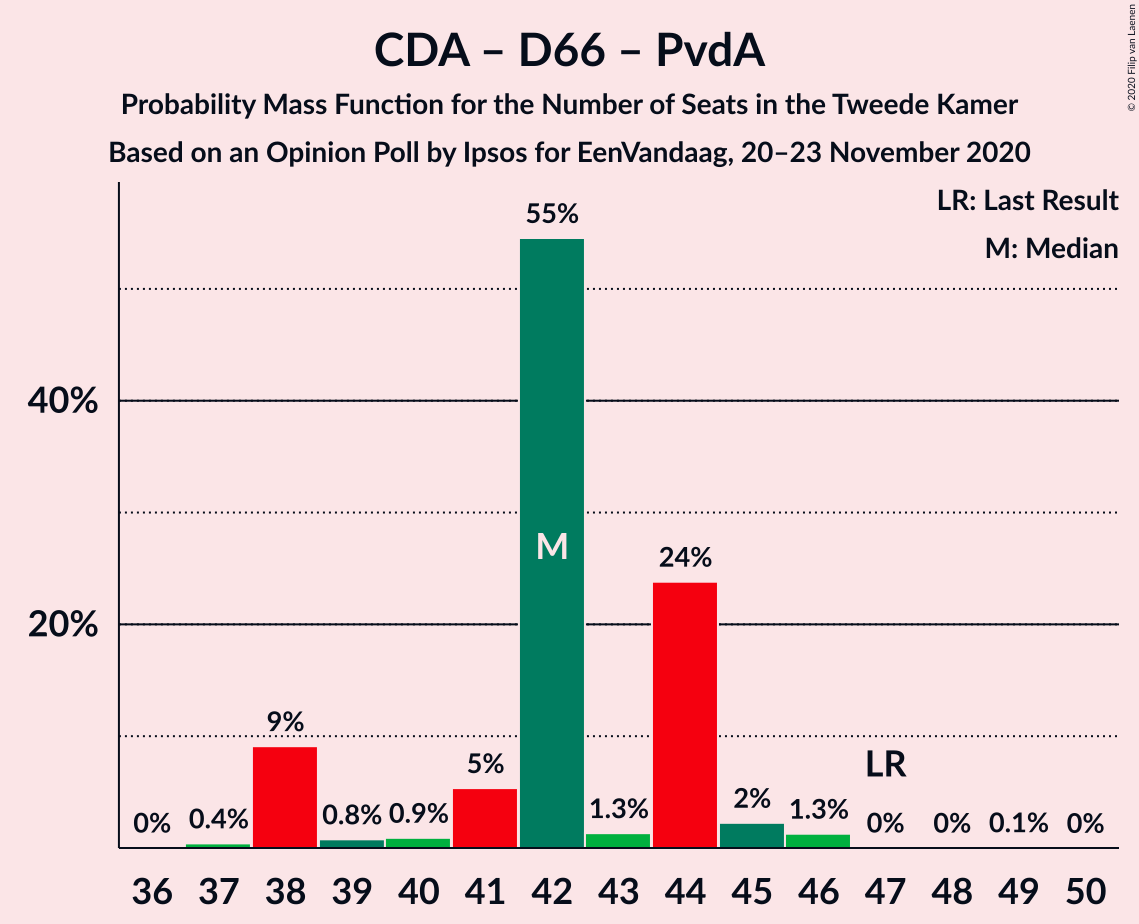 CDA – D66 – PvdA
Probability Mass Function for the Number of Seats in the Tweede Kamer
Based on an Opinion Poll by Ipsos for EenVandaag, 20–23 November 2020
© 2020 Filip van Laenen
LR: Last Result
M: Median
55%
40%
M
24%
20%
9%
5%
LR
0%
0.4%
0.8%
0.9%
1.3%
2%
1.3%
0%
0%
0.1%
0%
36 37 38 39 40 41 42 43 44 45 46 47 48 49 50